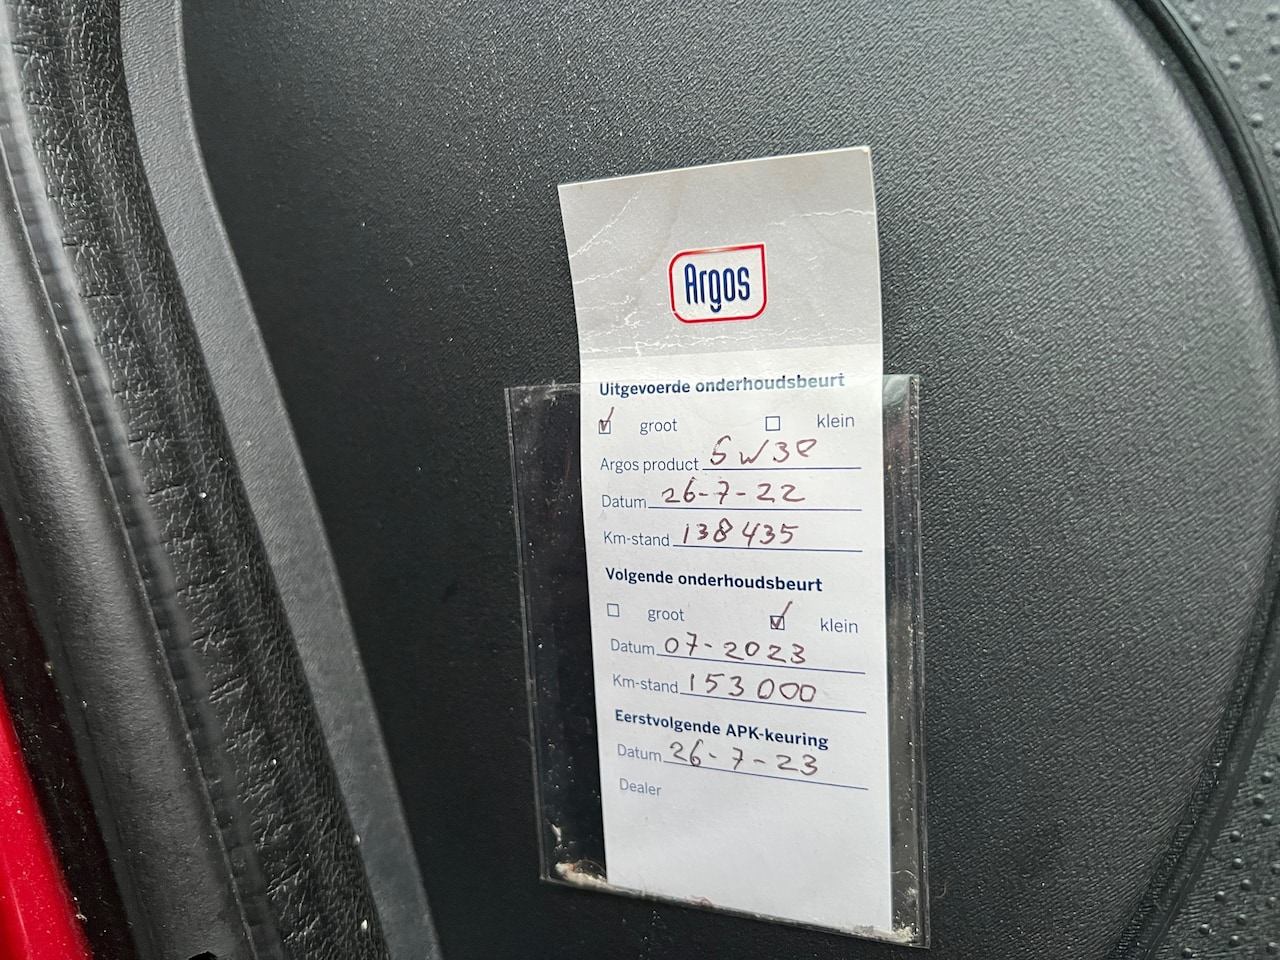 Argos
Uitgevoerde onderhoudsbeurt
groot klein
Argos product 5W30
Datum 26-7-22
Km-stand 138435
Volgende onderhoudsbeurt
groot klein
Datum 07-2023
Km-stand 153000
Eerstvolgende APK-keuring
Datum 26-7-23
Dealer